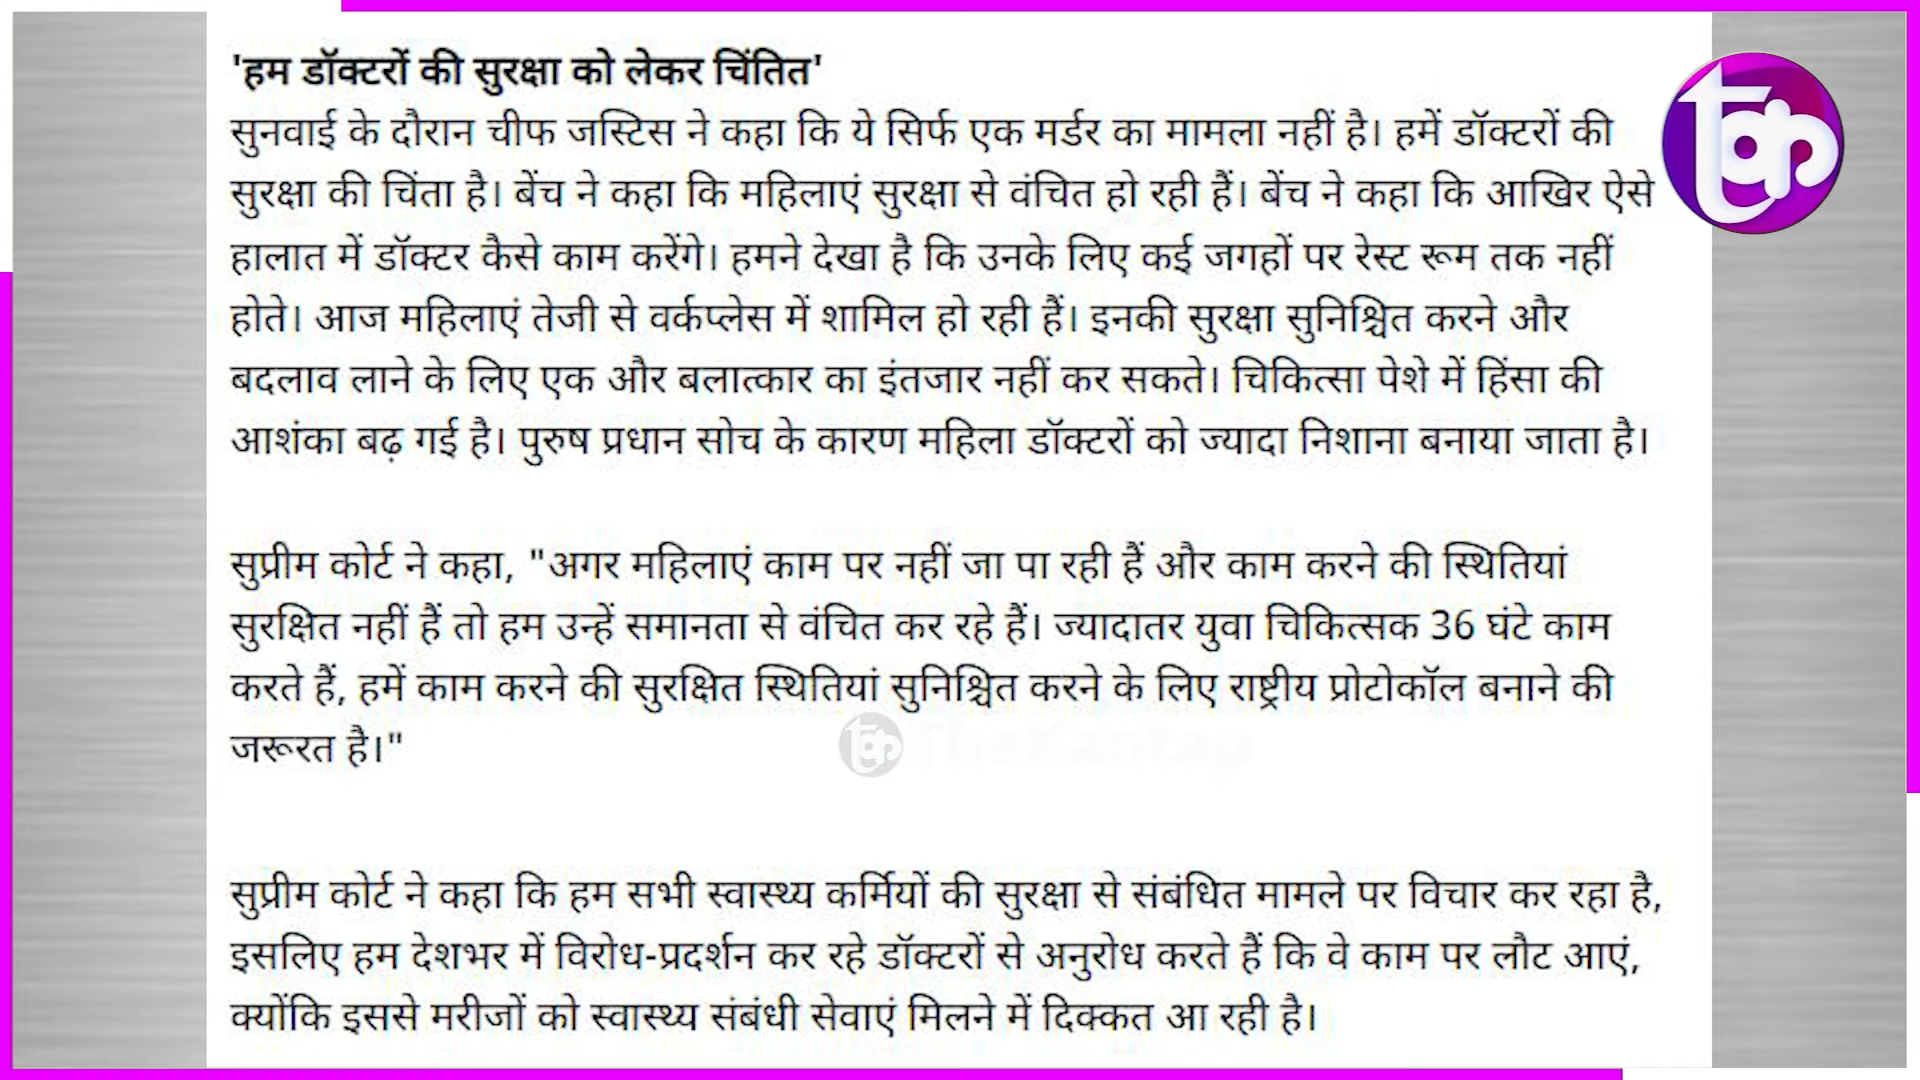 'हम डॉक्टरों की सुरक्षा को लेकर चिंतित'
सुनवाई के दौरान चीफ जस्टिस ने कहा कि ये सिर्फ एक मर्डर का मामला नहीं है। हमें डॉक्टरों की
सुरक्षा की चिंता है। बेंच ने कहा कि महिलाएं सुरक्षा से वंचित हो रही हैं। बेंच ने कहा कि आखिर ऐसे
हालात में डॉक्टर कैसे काम करेंगे। हमने देखा है कि उनके लिए कई जगहों पर रेस्ट रूम तक नहीं
होते। आज महिलाएं तेजी से वर्कप्लेस में शामिल हो रही हैं। इनकी सुरक्षा सुनिश्चित करने और
बदलाव लाने के लिए एक और बलात्कार का इंतजार नहीं कर सकते। चिकित्सा पेशे में हिंसा की
आशंका बढ़ गई है। पुरुष प्रधान सोच के कारण महिला डॉक्टरों को ज्यादा निशाना बनाया जाता है।
सुप्रीम कोर्ट ने कहा, "अगर महिलाएं काम पर नहीं जा पा रही हैं और काम करने की स्थितियां
सुरक्षित नहीं हैं तो हम उन्हें समानता से वंचित कर रहे हैं। ज्यादातर युवा चिकित्सक 36 घंटे काम
करते हैं, हमें काम करने की सुरक्षित स्थितियां सुनिश्चित करने के लिए राष्ट्रीय प्रोटोकॉल बनाने की
जरूरत है।"
TheKantap
सुप्रीम कोर्ट ने कहा कि हम सभी स्वास्थ्य कर्मियों की सुरक्षा से संबंधित मामले पर विचार कर रहा है,
इसलिए हम देशभर में विरोध-प्रदर्शन कर रहे डॉक्टरों से अनुरोध करते हैं कि वे काम पर लौट आएं,
क्योंकि इससे मरीजों को स्वास्थ्य संबंधी सेवाएं मिलने में दिक्कत आ रही है।